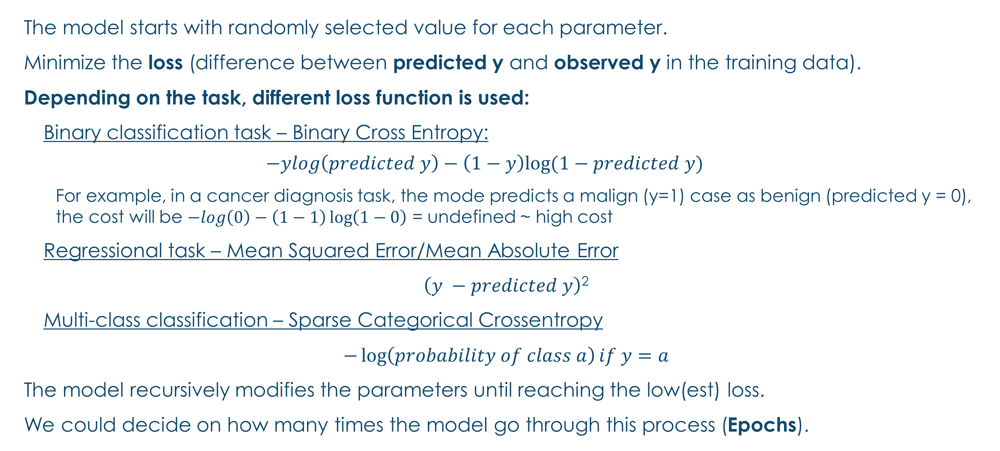 The model starts with randomly selected value for each parameter.
Minimize the loss (difference between predicted y and observed y in the training data).
Depending on the task, different loss function is used:
Binary classification task – Binary Cross Entropy:
−ylog(predicted y) − (1 − y)log(1 − predicted y)
For example, in a cancer diagnosis task, the mode predicts a malign (y=1) case as benign (predicted y = 0),
the cost will be −log(0) − (1 − 1) log(1 − 0) = undefined ~ high cost
Regressional task – Mean Squared Error/Mean Absolute Error
(y − predicted y)²
Multi-class classification – Sparse Categorical Crossentropy
− log(probability of class a) if y = a
The model recursively modifies the parameters until reaching the low(est) loss.
We could decide on how many times the model go through this process (Epochs).